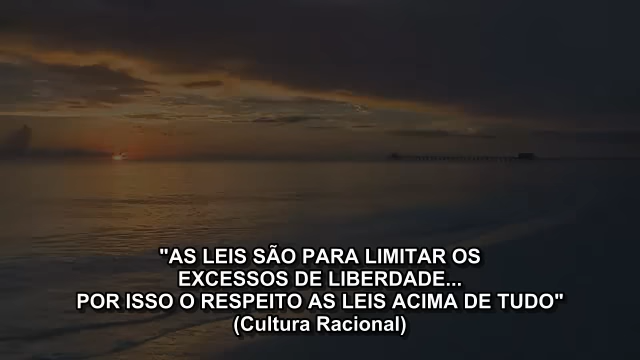 "AS LEIS SÃO PARA LIMITAR OS
EXCESSOS DE LIBERDADE...
POR ISSO O RESPEITO AS LEIS ACIMA DE TUDO"
(Cultura Racional)